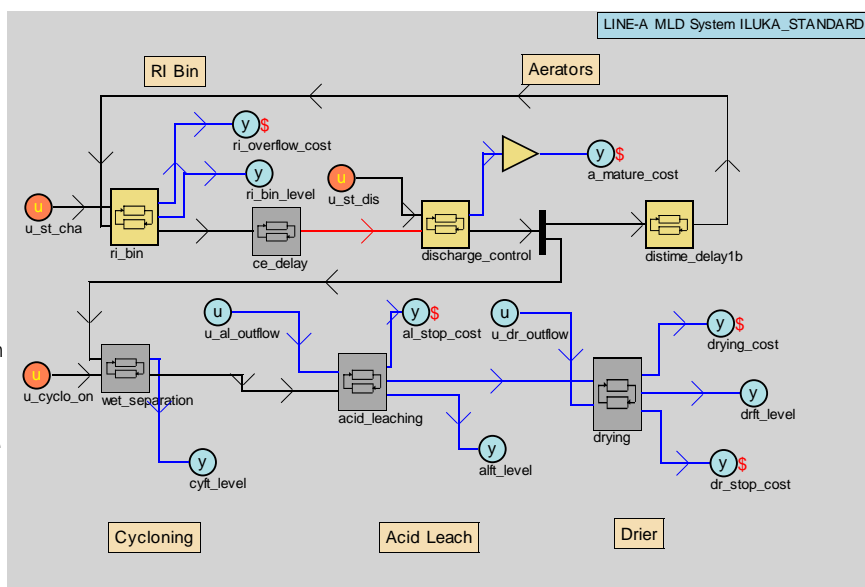 LINE-A MLD System ILUKA_STANDARD
RI Bin
Aerators
y $
ri_overflow_cost
y
ri_bin_level
y $
a_mature_cost
u
u_st_cha
u
u_st_dis
ri_bin
ce_delay
discharge_control
distime_delay1b
u
u_al_outflow
y $
al_stop_cost
u
u_dr_outflow
y $
drying_cost
u
u_cyclo_on
wet_separation
acid_leaching
drying
y
drft_level
y
cyft_level
y
alft_level
y $
dr_stop_cost
Cycloning
Acid Leach
Drier